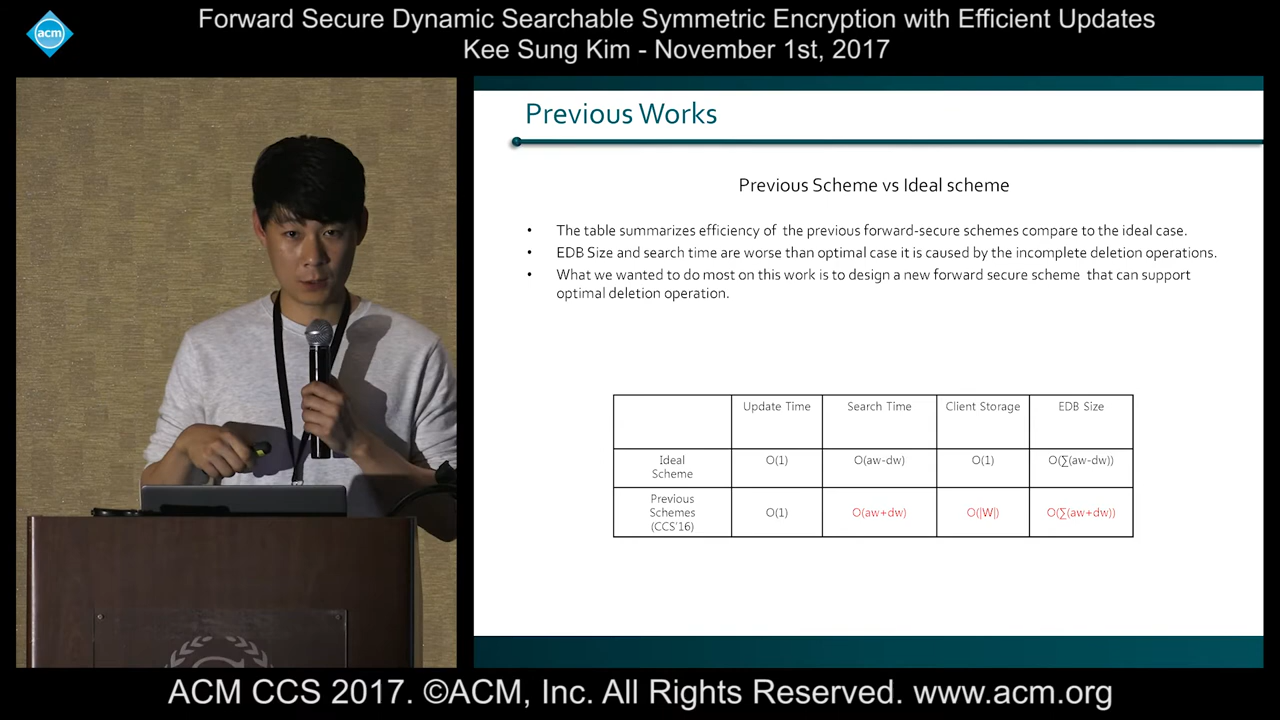 acm
Forward Secure Dynamic Searchable Symmetric Encryption with Efficient Updates
Kee Sung Kim - November 1st, 2017
Previous Works
Previous Scheme vs Ideal scheme
• The table summarizes efficiency of the previous forward-secure schemes compare to the ideal case.
• EDB Size and search time are worse than optimal case it is caused by the incomplete deletion operations.
• What we wanted to do most on this work is to design a new forward secure scheme that can support
optimal deletion operation.
Update Time Search Time Client Storage EDB Size
Ideal
Scheme
O(1) O(aw-dw) O(1) O(∑(aw-dw))
Previous
Schemes
(CCS'16)
O(1) O(aw+dw) O(|W|) O(∑(aw+dw))
ACM CCS 2017. ©ACM, Inc. All Rights Reserved. www.acm.org